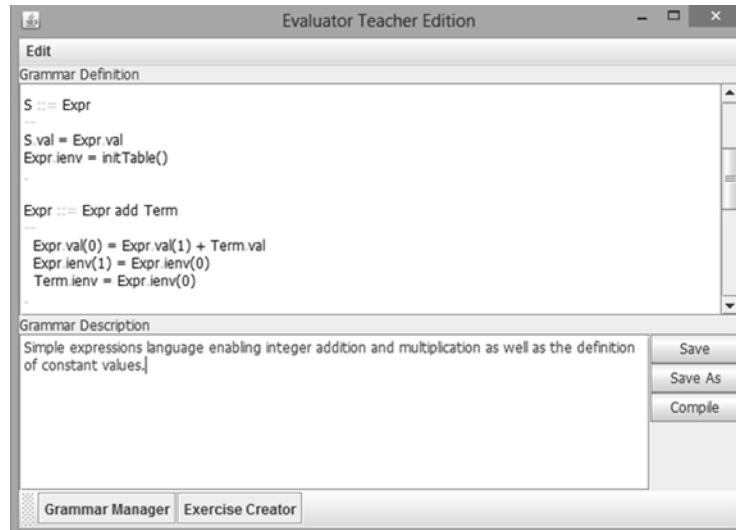 Evaluator Teacher Edition
Edit
Grammar Definition
S ::= Expr
--
S.val = Expr.val
Expr.ienv = initTable()
.
Expr ::= Expr add Term
--
Expr.val(0) = Expr.val(1) + Term.val
Expr.ienv(1) = Expr.ienv(0)
Term.ienv = Expr.ienv(0)
.
Grammar Description
Simple expressions language enabling integer addition and multiplication as well as the definition
of constant values.
Save
Save As
Compile
Grammar Manager
Exercise Creator